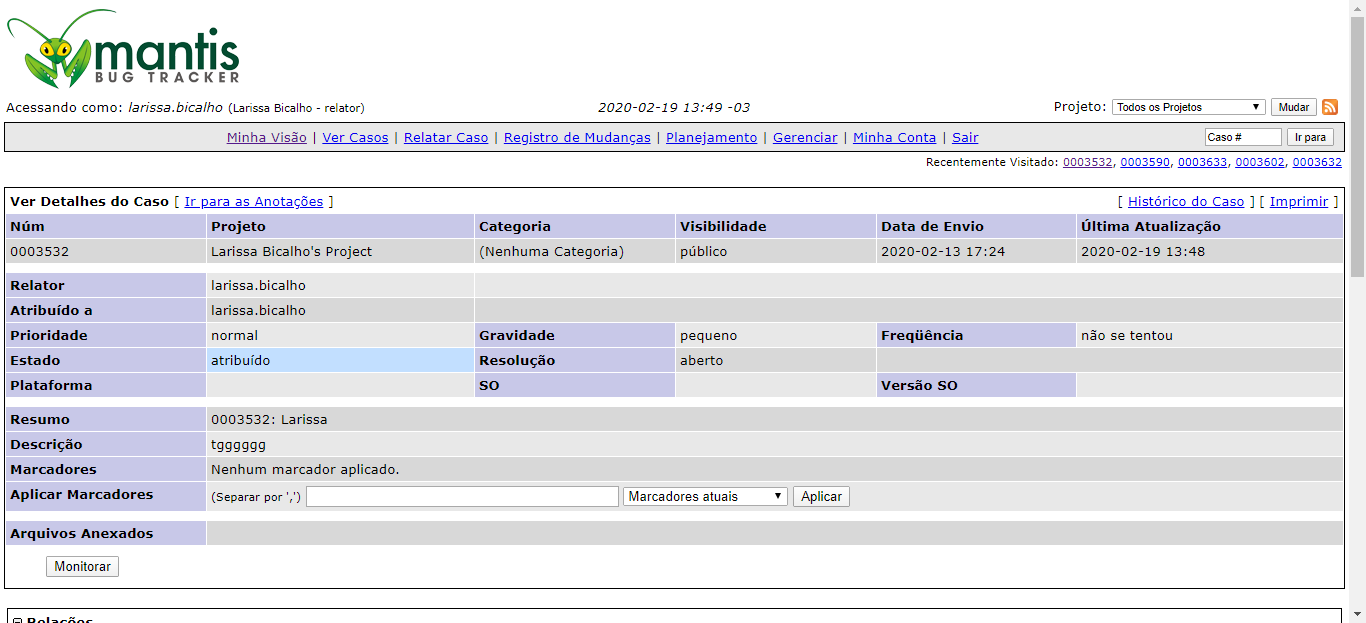 mantis
BUG TRACKER
Acessando como: larissa.bicalho (Larissa Bicalho - relator) 2020-02-19 13:49 -03 Projeto: Todos os Projetos Mudar
Minha Visão | Ver Casos | Relatar Caso | Registro de Mudanças | Planejamento | Gerenciar | Minha Conta | Sair Caso # Ir para
Recentemente Visitado: 0003532, 0003590, 0003633, 0003602, 0003632
Ver Detalhes do Caso [ Ir para as Anotações ] [ Histórico do Caso ] [ Imprimir ]
Núm Projeto Categoria Visibilidade Data de Envio Última Atualização
0003532 Larissa Bicalho's Project (Nenhuma Categoria) público 2020-02-13 17:24 2020-02-19 13:48
Relator larissa.bicalho
Atribuído a larissa.bicalho
Prioridade normal Gravidade pequeno Freqüência não se tentou
Estado atribuído Resolução aberto
Plataforma SO Versão SO
Resumo 0003532: Larissa
Descrição tgggggg
Marcadores Nenhum marcador aplicado.
Aplicar Marcadores (Separar por ',') Marcadores atuais Aplicar
Arquivos Anexados
Monitorar
Relações